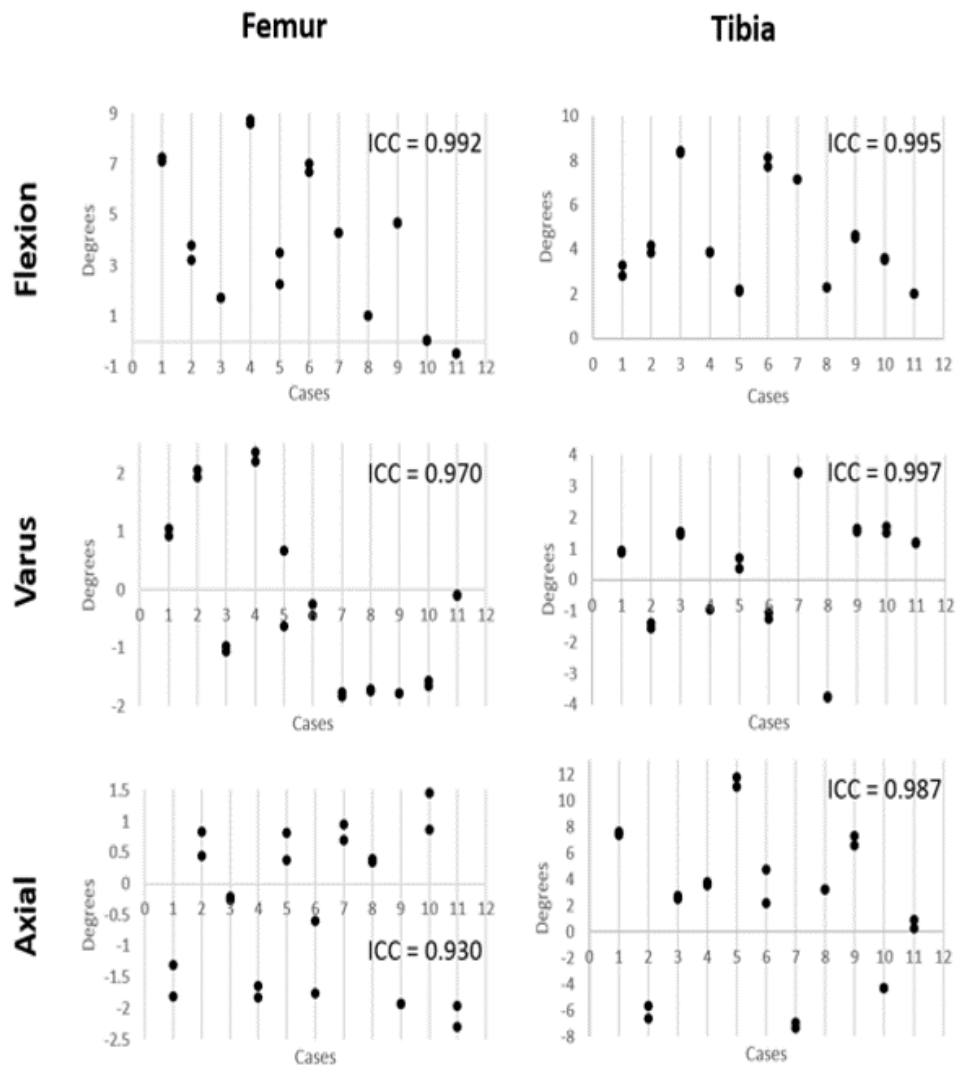 Femur Tibia
Flexion
Degrees
9
7
5
3
1
-1
ICC = 0.992
0 1 2 3 4 5 6 7 8 9 10 11 12
Cases
Degrees
10
8
6
4
2
0
ICC = 0.995
0 1 2 3 4 5 6 7 8 9 10 11 12
Cases
Varus
Degrees
2
1
0
-1
-2
ICC = 0.970
0 1 2 3 4 5 6 7 8 9 10 11 12
Cases
Degrees
4
3
2
1
0
-1
-2
-3
-4
ICC = 0.997
0 1 2 3 4 5 6 7 8 9 10 11 12
Cases
Axial
Degrees
1.5
1
0.5
0
-0.5
-1
-1.5
-2
-2.5
0 1 2 3 4 5 6 7 8 9 10 11 12
ICC = 0.930
Cases
Degrees
12
10
8
6
4
2
0
-2
-4
-6
-8
ICC = 0.987
0 1 2 3 4 5 6 7 8 9 10 11 12
Cases